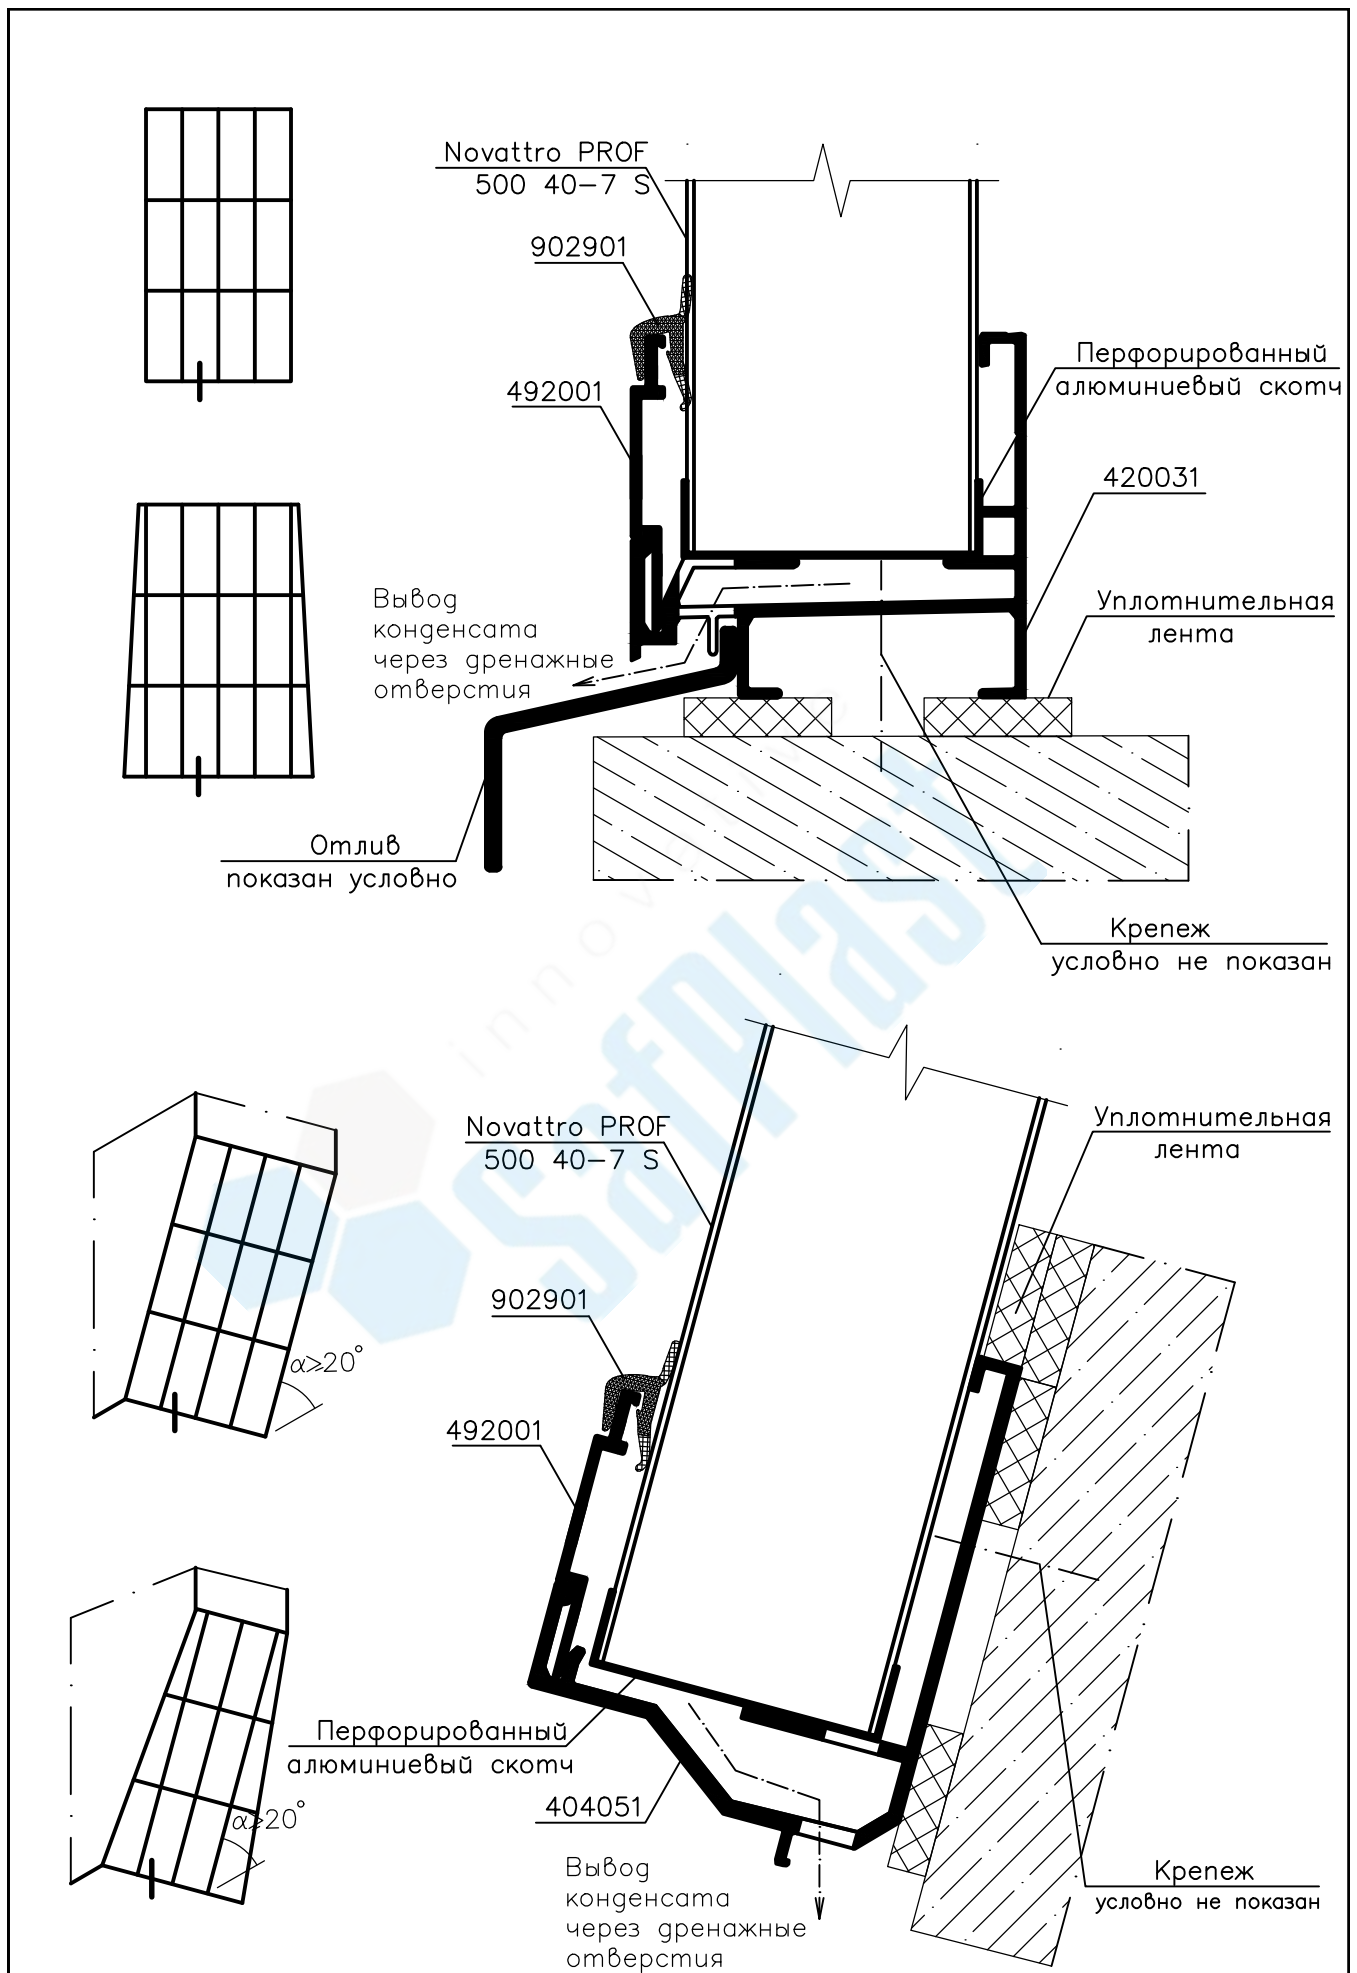 Novattro PROF
500 40-7 S
902901
492001
Перфорированный
алюминиевый скотч
420031
Вывод
конденсата
через дренажные
отверстия
Уплотнительная
лента
Отлив
показан условно
Крепеж
условно не показан
innovative
SafPlast
Novattro PROF
500 40-7 S
Уплотнительная
лента
902901
α⩾20°
492001
Перфорированный
алюминиевый скотч
α⩾20°
404051
Вывод
конденсата
через дренажные
отверстия
Крепеж
условно не показан